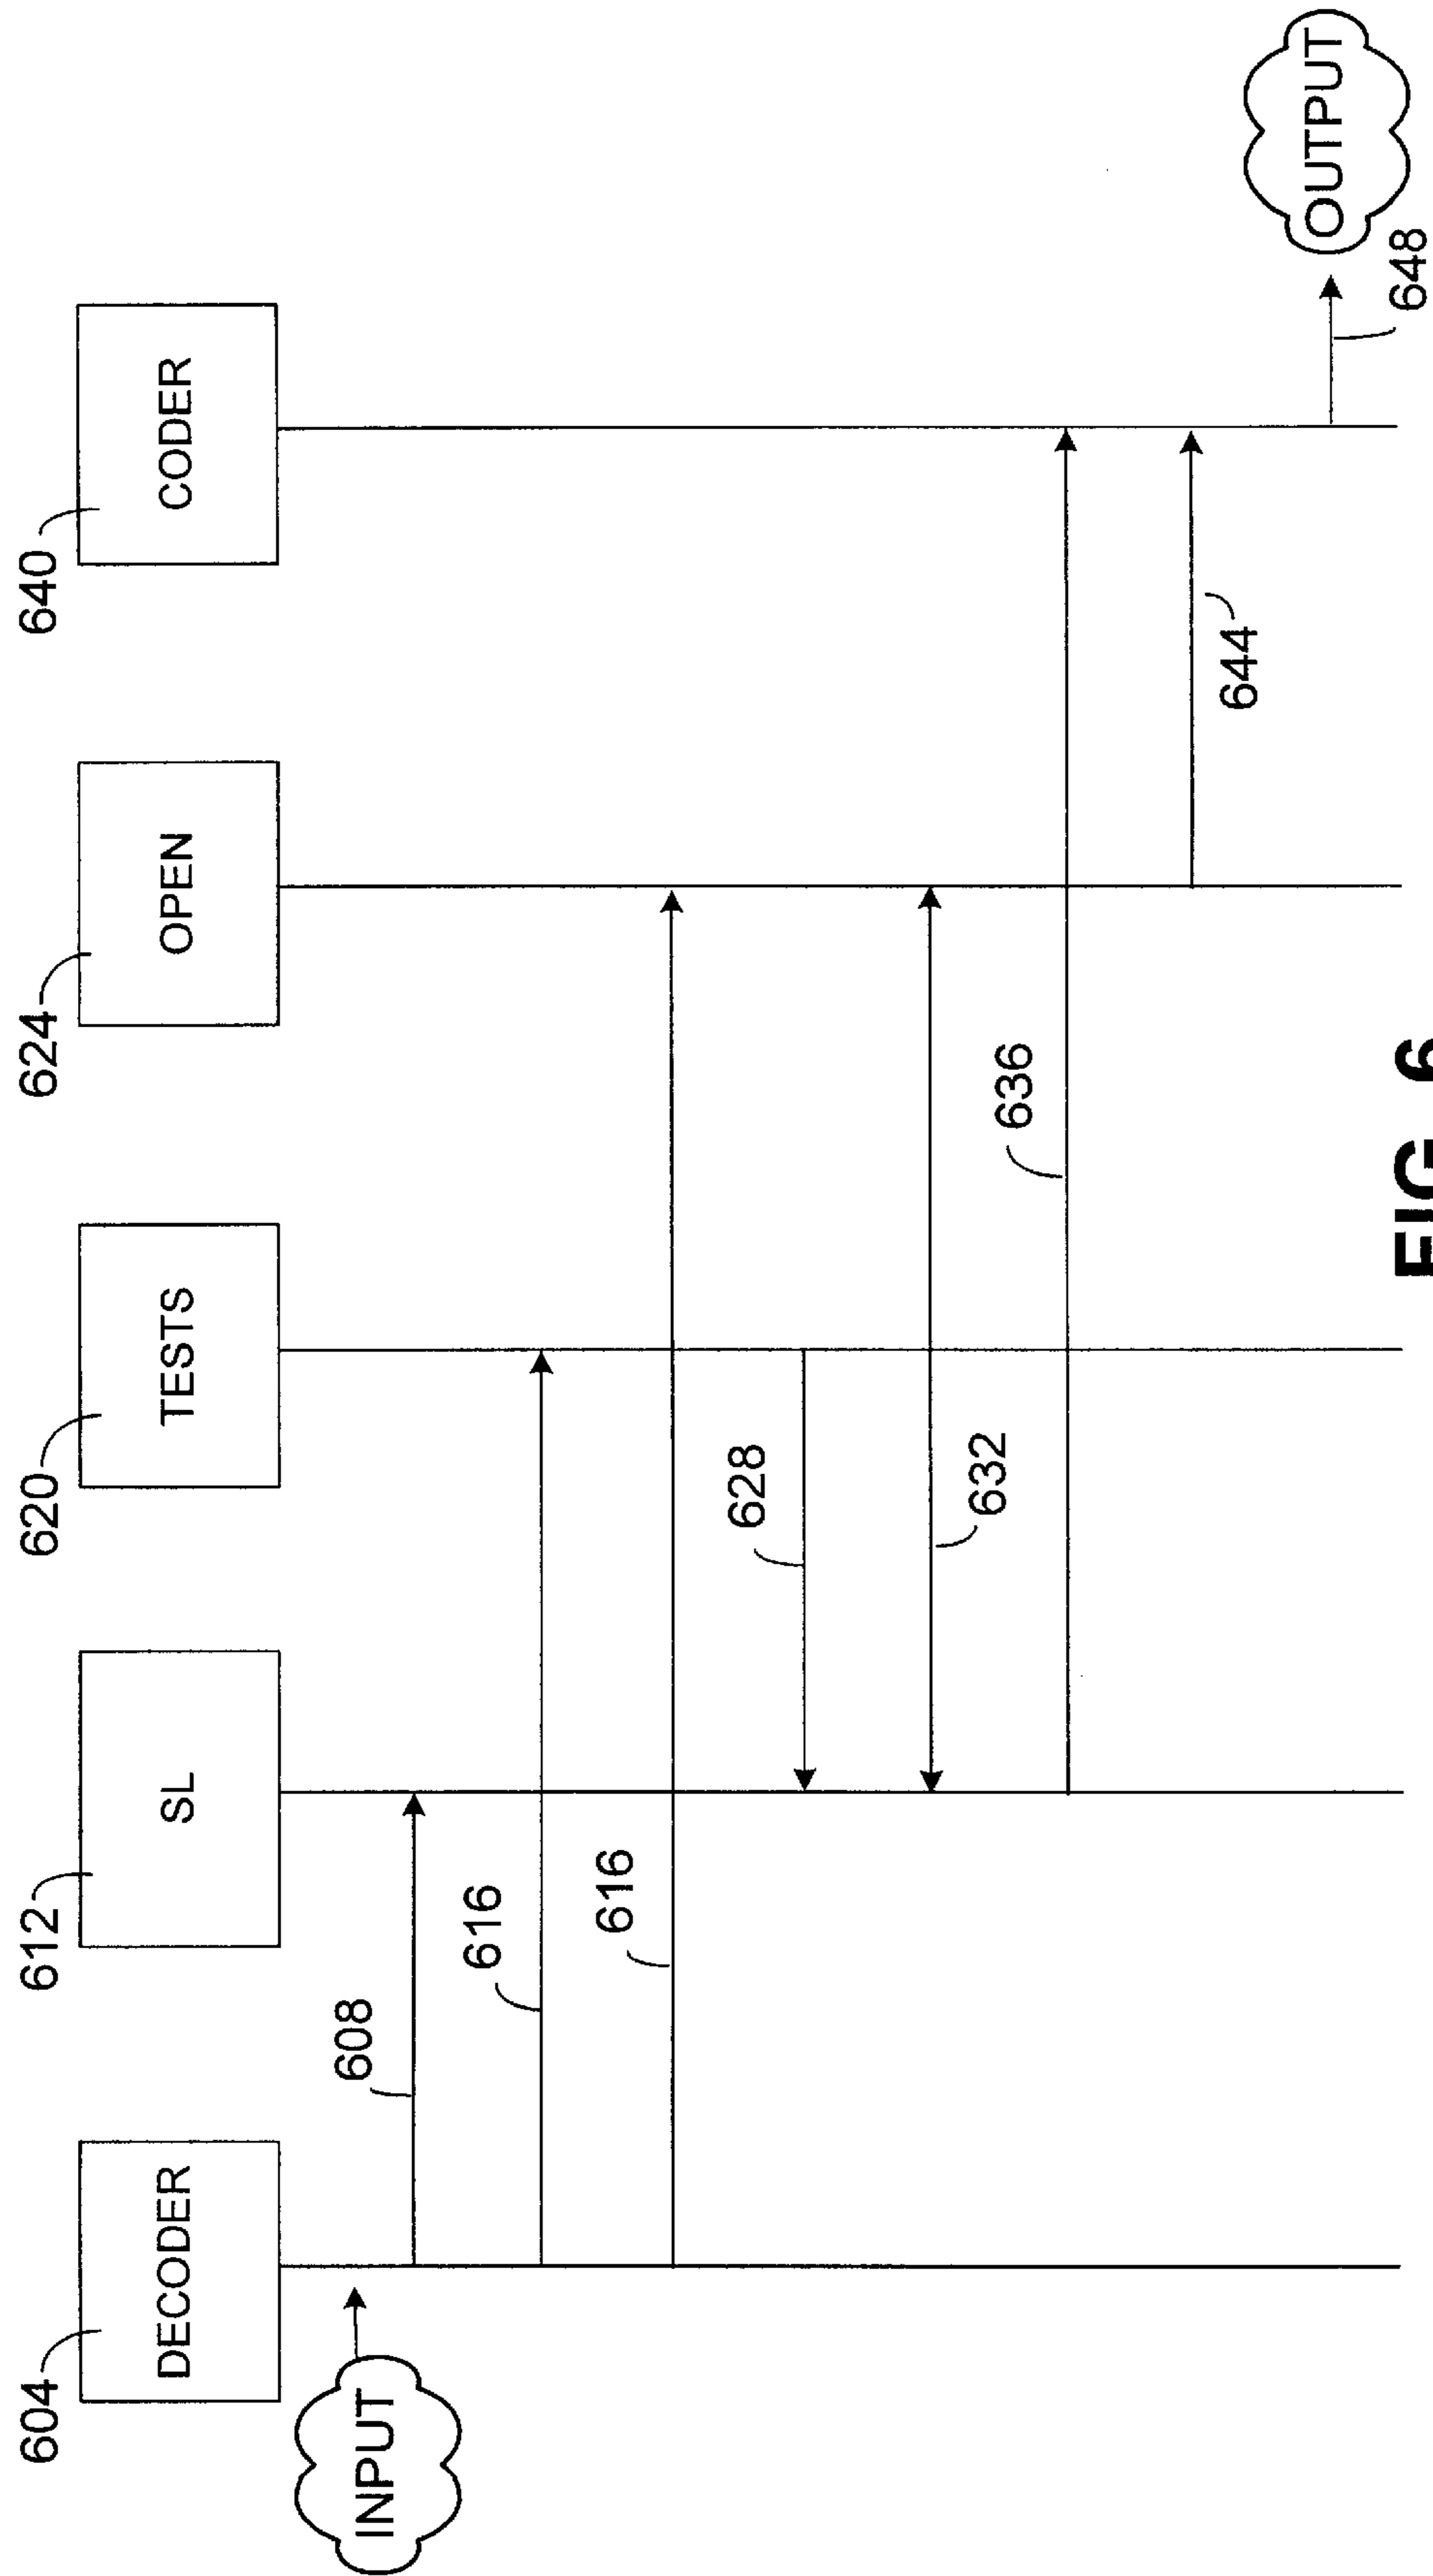 604
DECODER
612
SL
620
TESTS
624
OPEN
640
CODER
INPUT
608
616
616
628
632
636
644
648
OUTPUT
FIG. 6